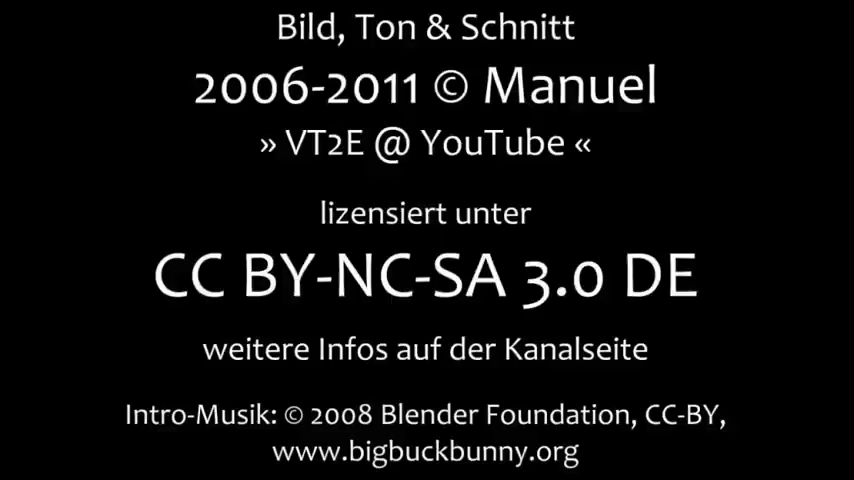 Bild, Ton & Schnitt
2006-2011 © Manuel
» VT2E @ YouTube «
lizensiert unter
CC BY-NC-SA 3.0 DE
weitere Infos auf der Kanalseite
Intro-Musik: © 2008 Blender Foundation, CC-BY,
www.bigbuckbunny.org